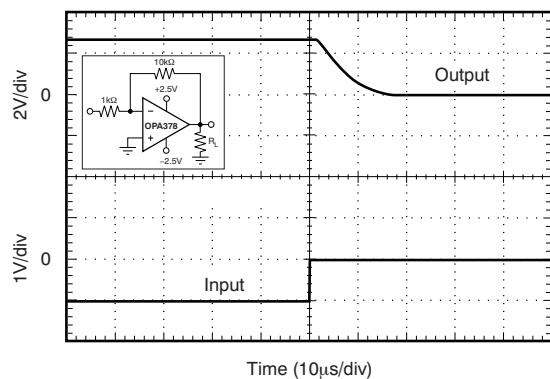 2V/div
0
10kΩ
1kΩ
+2.5V
−
OPA378
+
−2.5V
R_L
Output
1V/div
0
Input
Time (10μs/div)